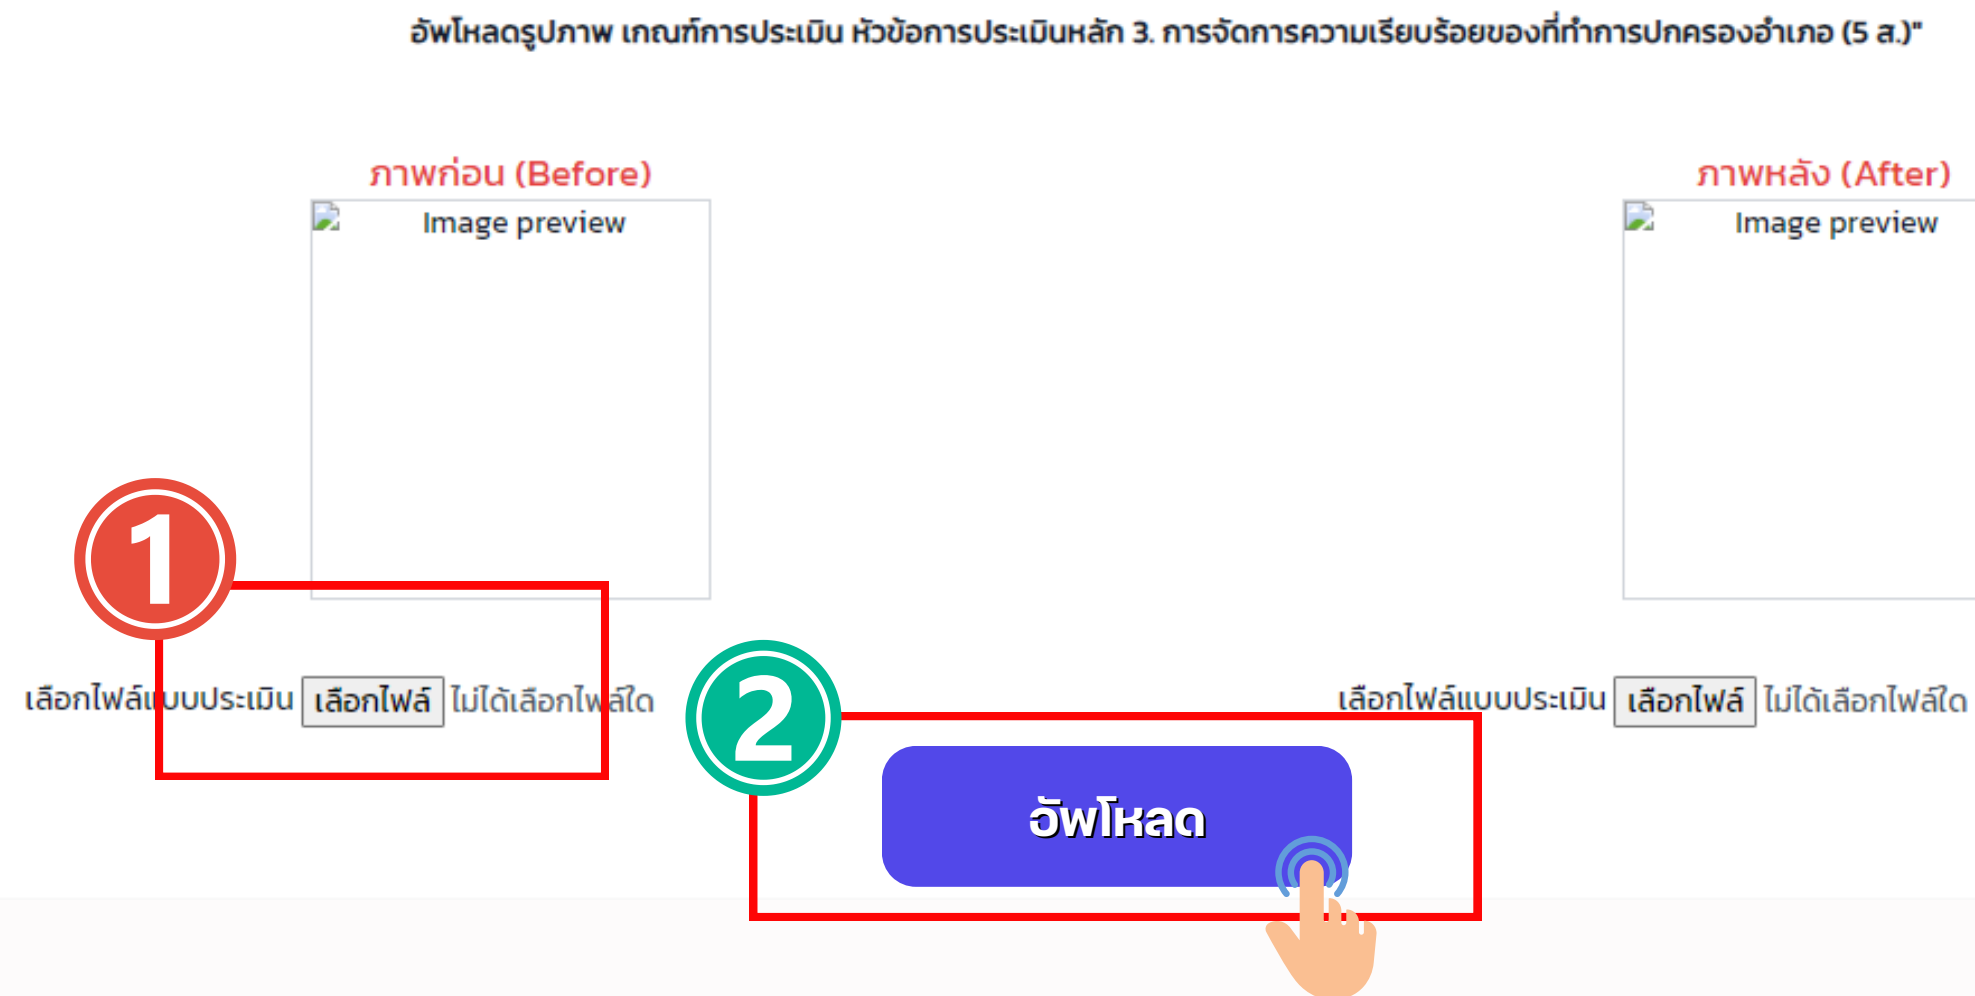 อัพโหลดรูปภาพ เกณฑ์การประเมิน หัวข้อการประเมินหลัก 3. การจัดการความเรียบร้อยของที่ทำการปกครองอำเภอ (5 ส.)"
ภาพก่อน (Before)
ภาพหลัง (After)
Image preview
Image preview
1
เลือกไฟล์แบบประเมิน เลือกไฟล์ ไม่ได้เลือกไฟล์ใด
2
เลือกไฟล์แบบประเมิน เลือกไฟล์ ไม่ได้เลือกไฟล์ใด
อัพโหลด